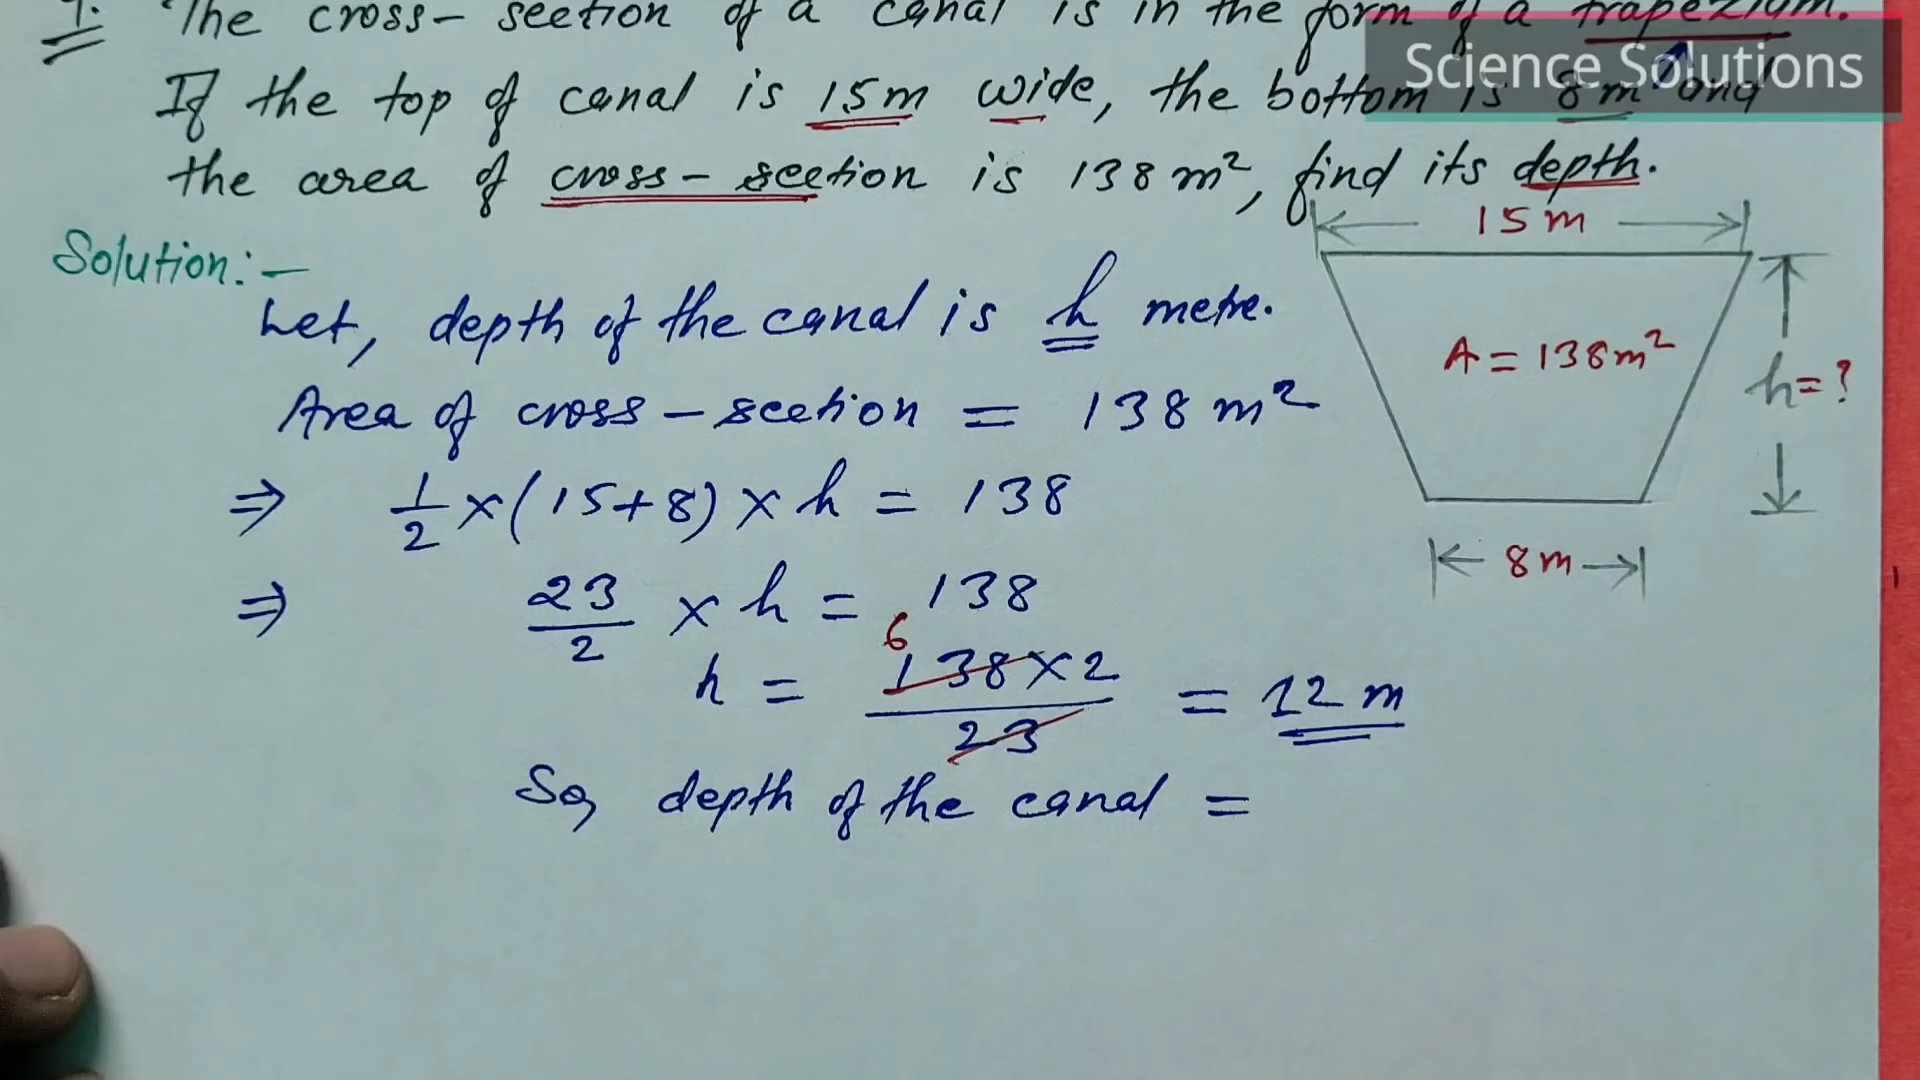 The cross-section of a canal is in the form of a trapezium.
Science Solutions
If the top of canal is 15m wide, the bottom is 8m and
the area of cross-section is 138 m², find its depth.
15 m
Solution:-
Let, depth of the canal is h metre.
A = 138m²
h = ?
Area of cross-section = 138 m²
⇒ 1/2 × (15+8) × h = 138
8 m
⇒ 23/2 × h = 138
6
h = 138×2/23 = 12 m
So, depth of the canal =